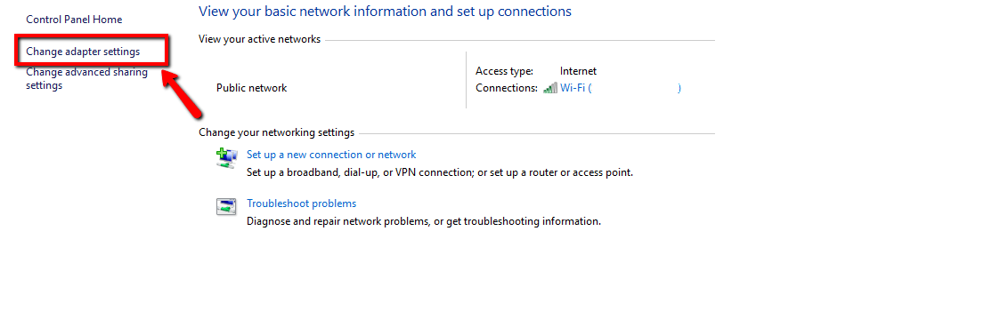 Control Panel Home
Change adapter settings
Change advanced sharing
settings
View your basic network information and set up connections
View your active networks
Public network
Access type: Internet
Connections: Wi-Fi ( )
Change your networking settings
Set up a new connection or network
Set up a broadband, dial-up, or VPN connection; or set up a router or access point.
Troubleshoot problems
Diagnose and repair network problems, or get troubleshooting information.